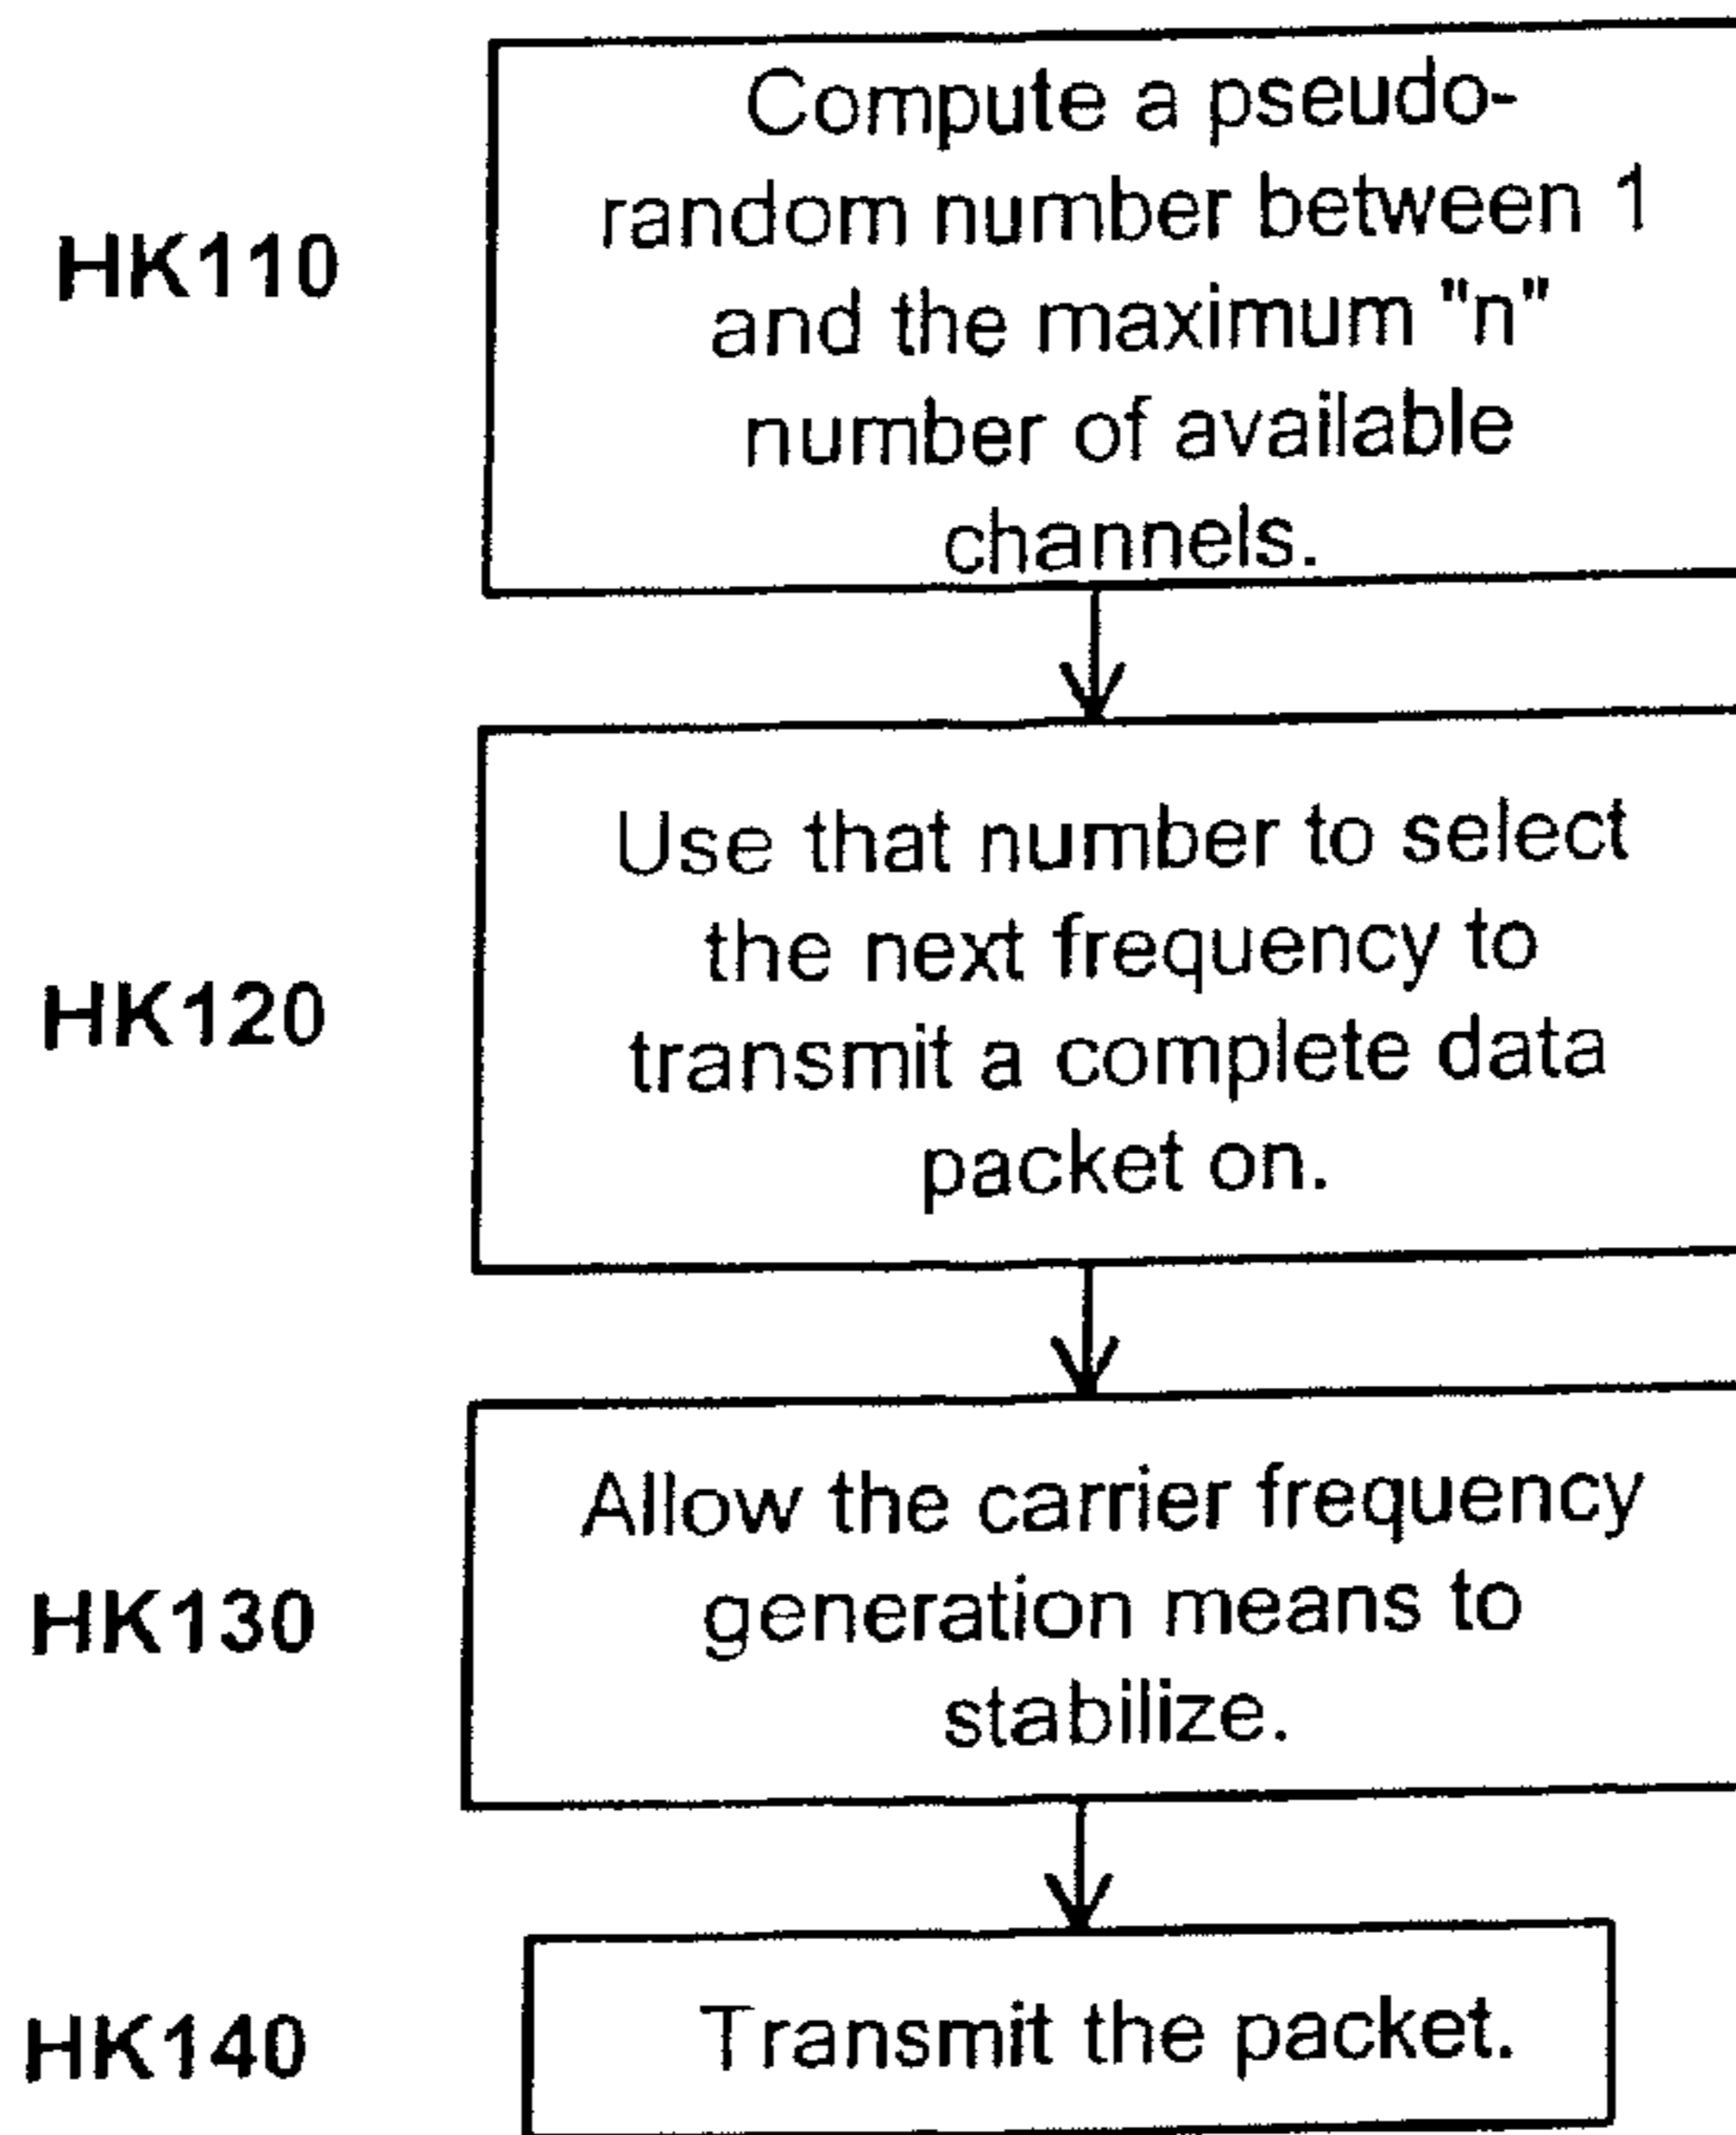 HK110
Compute a pseudo-
random number between 1
and the maximum "n"
number of available
channels.
HK120
Use that number to select
the next frequency to
transmit a complete data
packet on.
HK130
Allow the carrier frequency
generation means to
stabilize.
HK140
Transmit the packet.